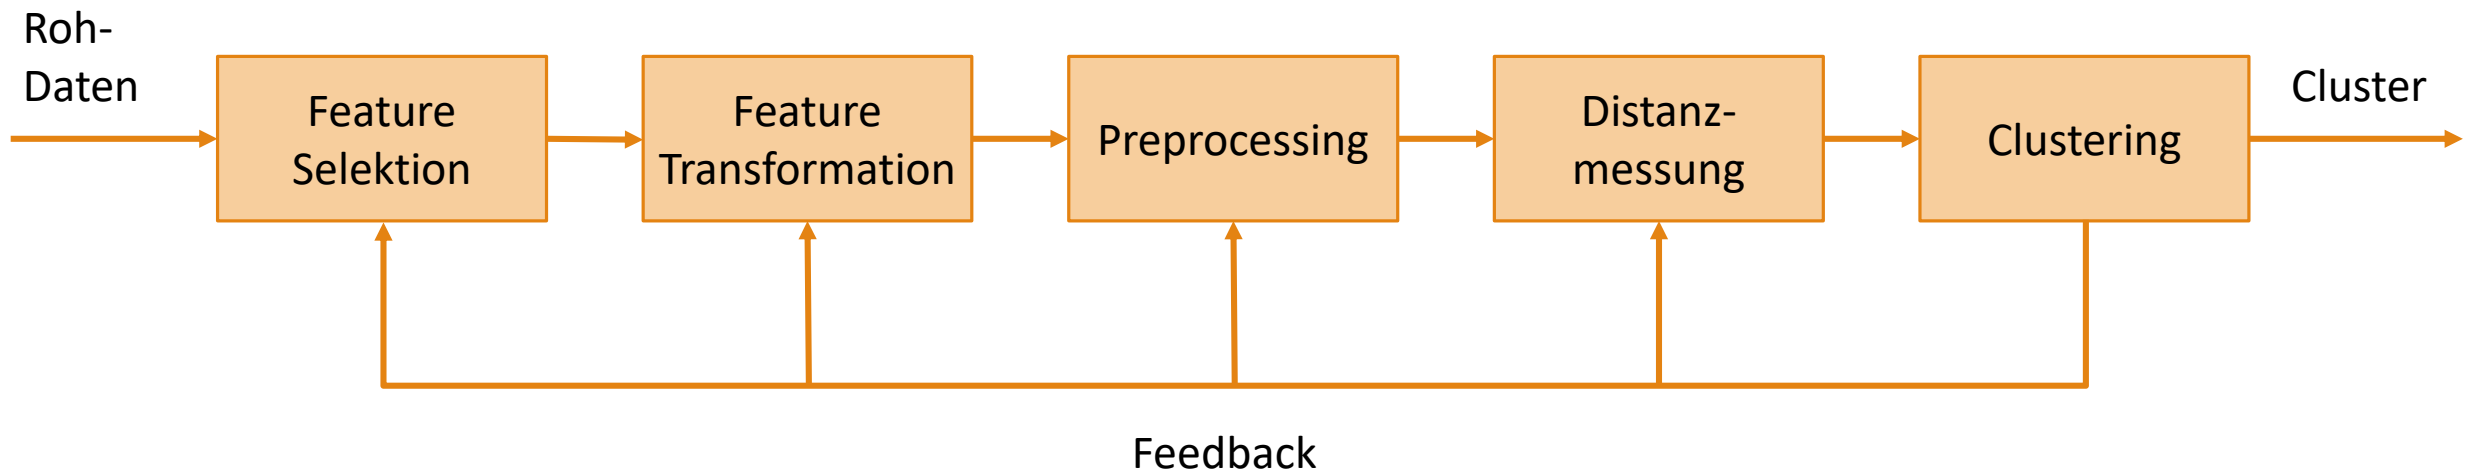 Roh-
Daten
Feature
Selektion
Feature
Transformation
Preprocessing
Distanz-
messung
Clustering
Cluster
Feedback